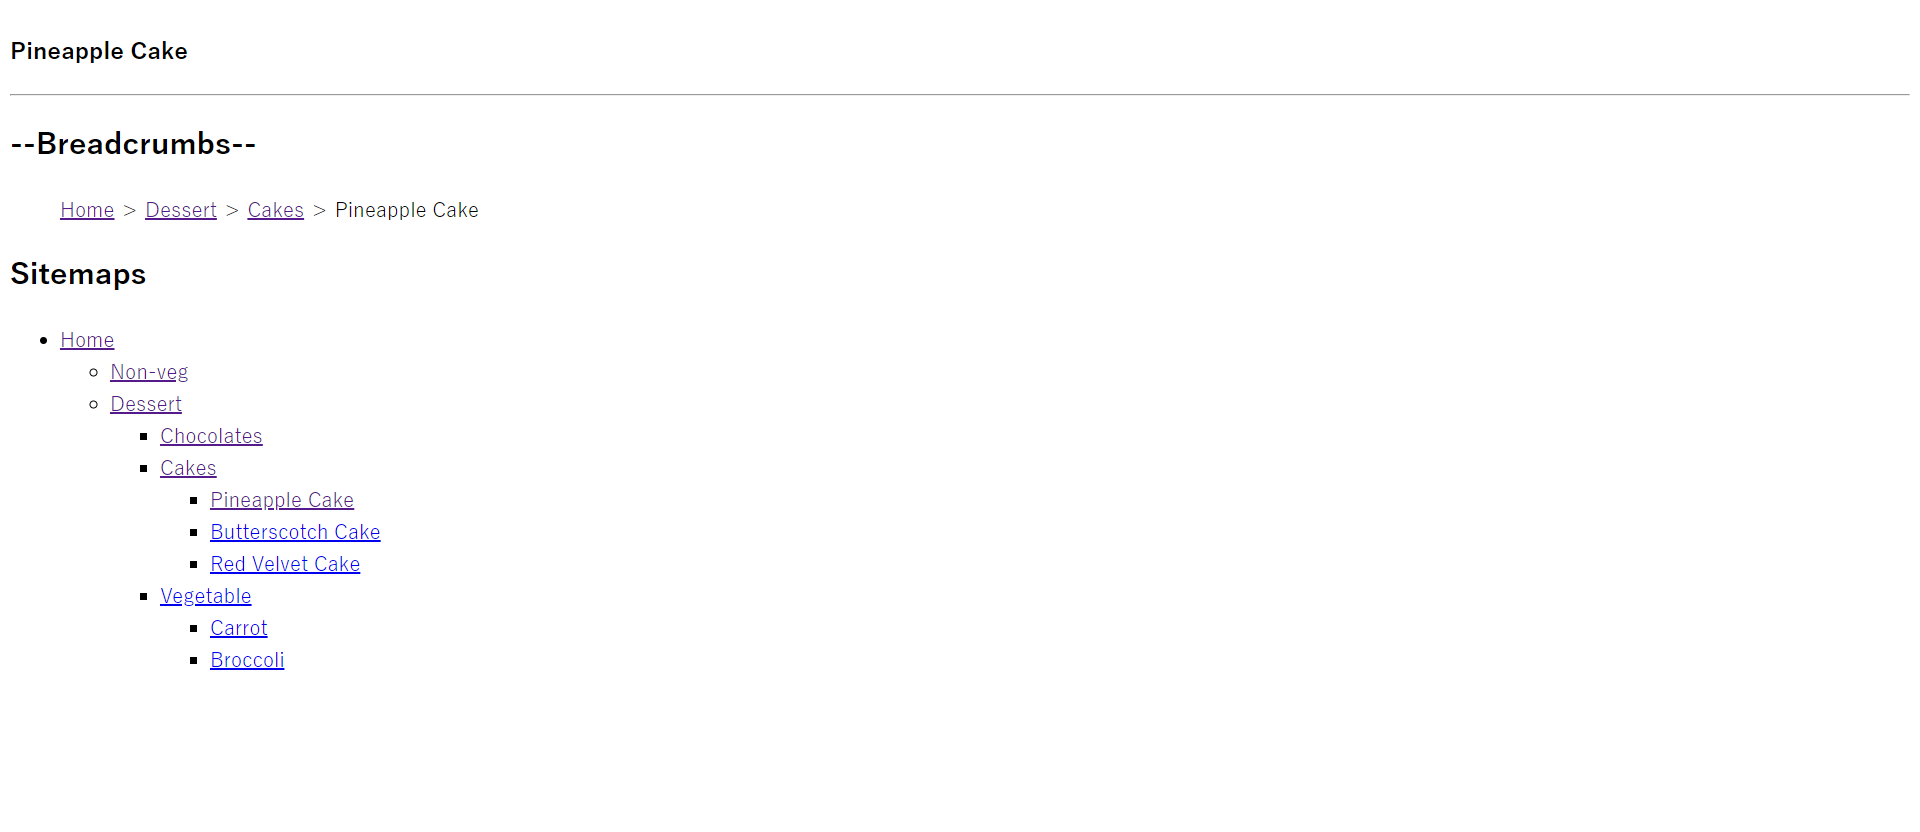 Pineapple Cake
--Breadcrumbs--
Home > Dessert > Cakes > Pineapple Cake
Sitemaps
Home
Non-veg
Dessert
Chocolates
Cakes
Pineapple Cake
Butterscotch Cake
Red Velvet Cake
Vegetable
Carrot
Broccoli